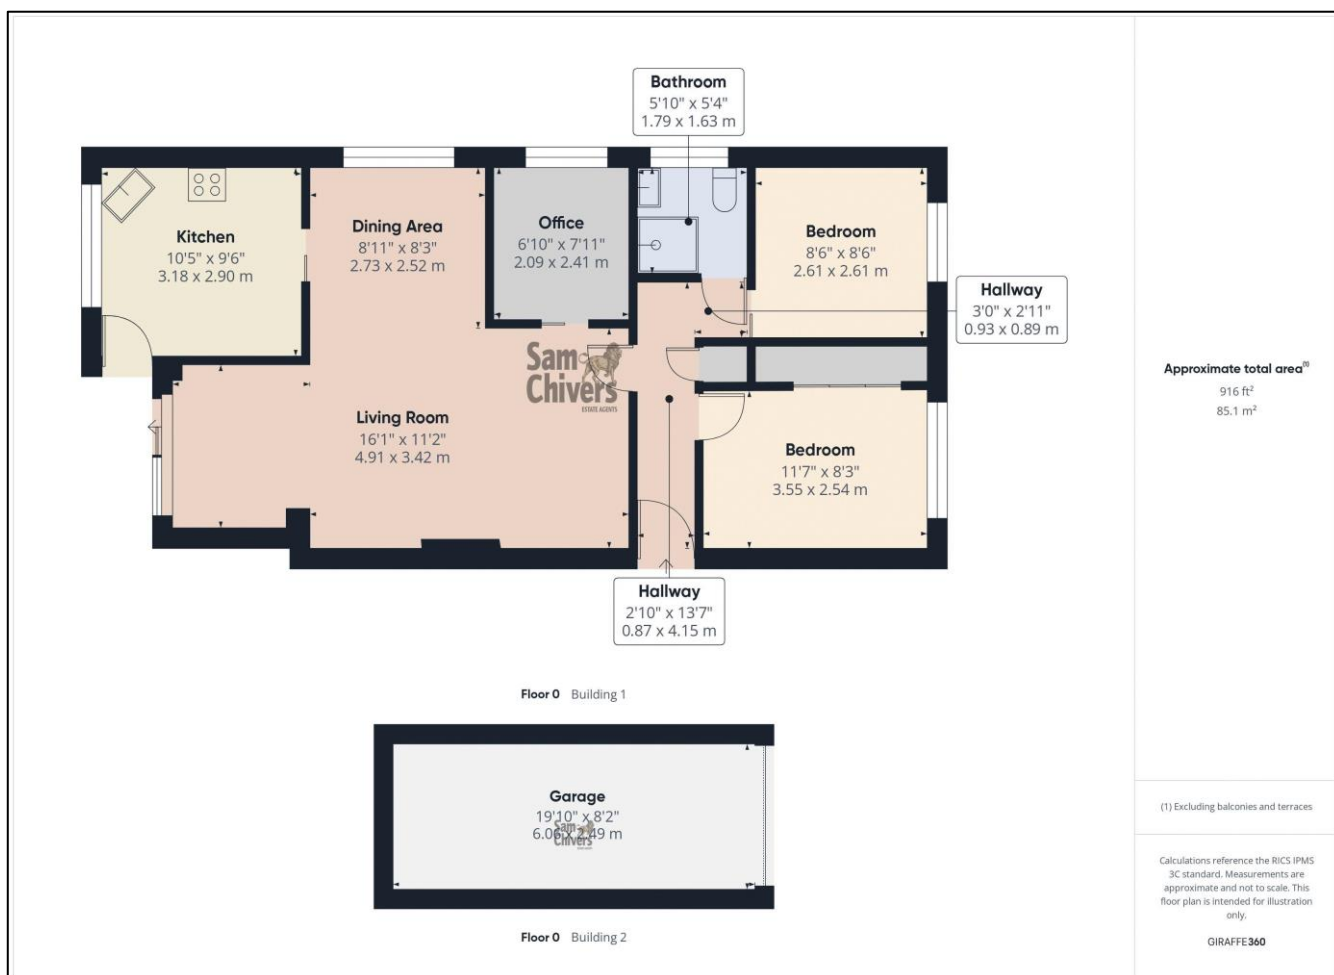 Bathroom
5'10" x 5'4"
1.79 x 1.63 m
Kitchen
10'5" x 9'6"
3.18 x 2.90 m
Dining Area
8'11" x 8'3"
2.73 x 2.52 m
Office
6'10" x 7'11"
2.09 x 2.41 m
Bedroom
8'6" x 8'6"
2.61 x 2.61 m
Hallway
3'0" x 2'11"
0.93 x 0.89 m
Sam
Chivers
ESTATE AGENTS
Living Room
16'1" x 11'2"
4.91 x 3.42 m
Bedroom
11'7" x 8'3"
3.55 x 2.54 m
Hallway
2'10" x 13'7"
0.87 x 4.15 m
Floor 0 Building 1
Garage
19'10" x 8'2"
6.06 x 2.49 m
Sam
Chivers
Floor 0 Building 2
Approximate total area⁽¹⁾
916 ft²
85.1 m²
(1) Excluding balconies and terraces
Calculations reference the RICS IPMS
3C standard. Measurements are
approximate and not to scale. This
floor plan is intended for illustration
only.
GIRAFFE360